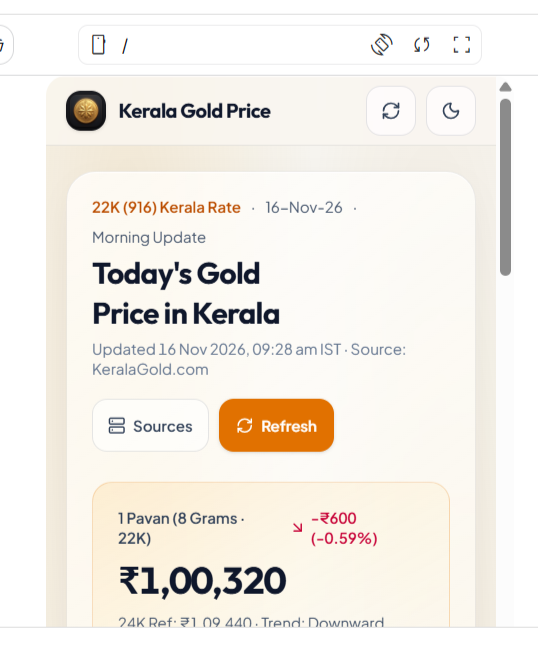 /
Kerala Gold Price
22K (916) Kerala Rate · 16-Nov-26 ·
Morning Update
Today's Gold
Price in Kerala
Updated 16 Nov 2026, 09:28 am IST · Source:
KeralaGold.com
Sources
Refresh
1 Pavan (8 Grams ·
22K)
-₹600
(-0.59%)
₹1,00,320
24K Ref: ₹1,09,440 · Trend: Downward